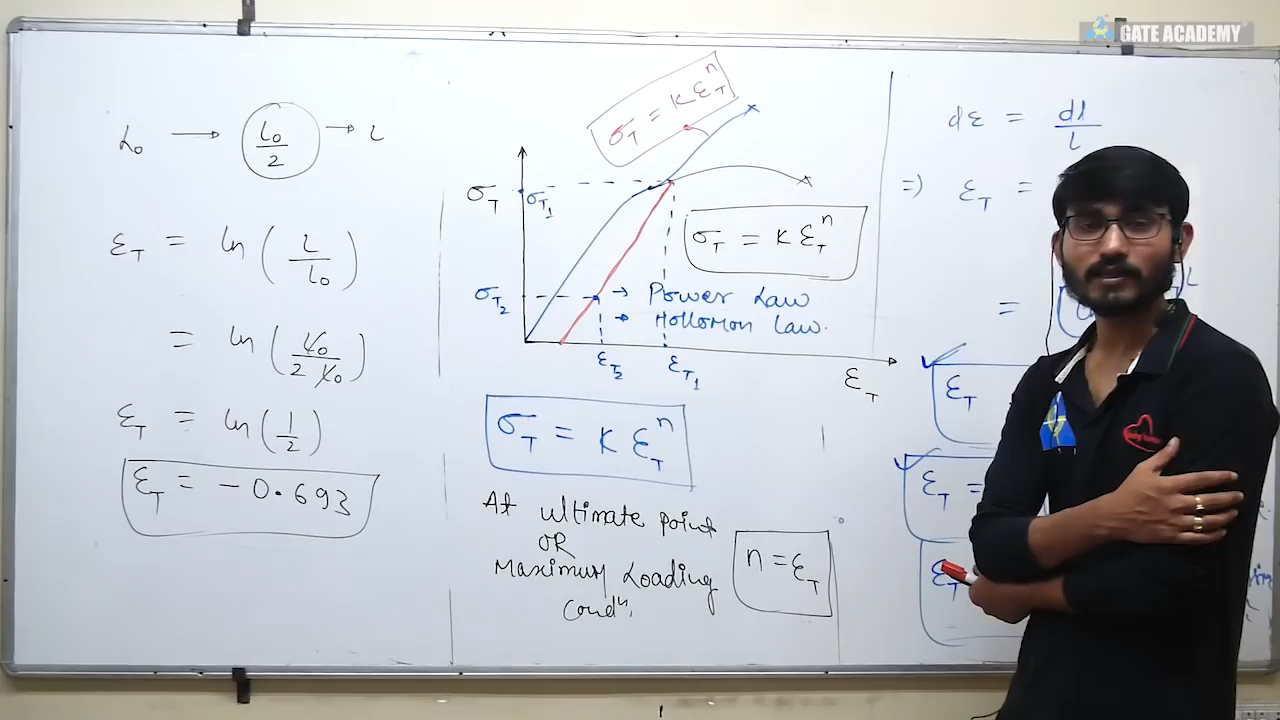 GATE ACADEMY
L₀ → L₀/2 → L
ε_T = ln(L/L₀)
= ln(L₀/2L₀)
ε_T = ln(1/2)
ε_T = -0.693
σ_T = K ε_T^n
σ_T
σ_T₁
σ_T = K ε_T^n
σ_T₂
→ Power Law
→ Hollomon law.
ε_T₂
ε_T₁
ε_T
σ_T = K ε_T^n
At ultimate point
OR
Maximum Loading
Condⁿ.
n = ε_T
dε = dl/l
⇒ ε_T =
=
ε_T
ε_T =
ε_T